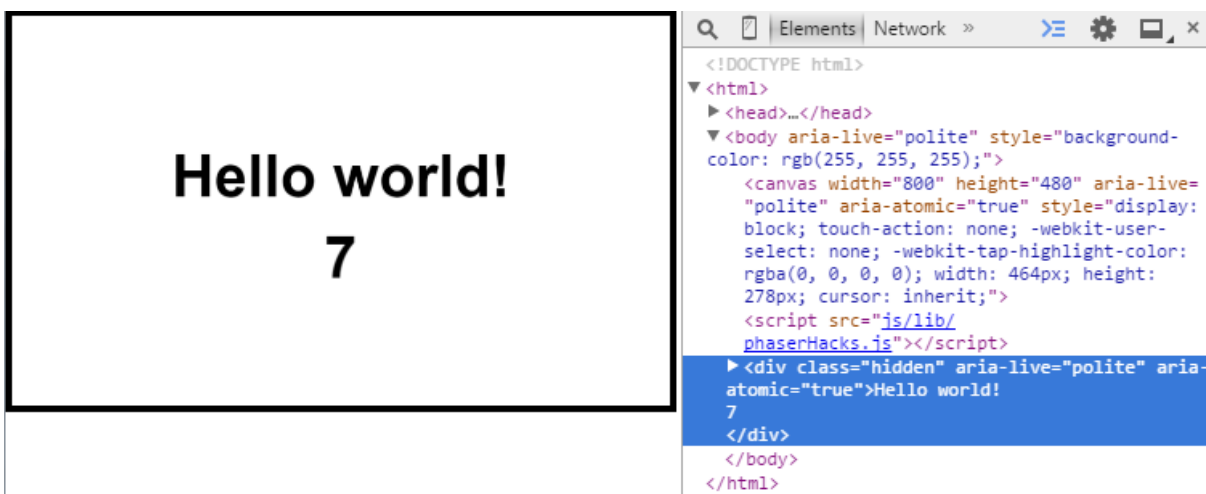 Hello world!
7
Elements Network »
<!DOCTYPE html>
<html>
<head>…</head>
<body aria-live="polite" style="background-
color: rgb(255, 255, 255);">
<canvas width="800" height="480" aria-live=
"polite" aria-atomic="true" style="display:
block; touch-action: none; -webkit-user-
select: none; -webkit-tap-highlight-color:
rgba(0, 0, 0, 0); width: 464px; height:
278px; cursor: inherit;">
<script src="js/lib/
phaserHacks.js"></script>
<div class="hidden" aria-live="polite" aria-
atomic="true">Hello world!
7
</div>
</body>
</html>